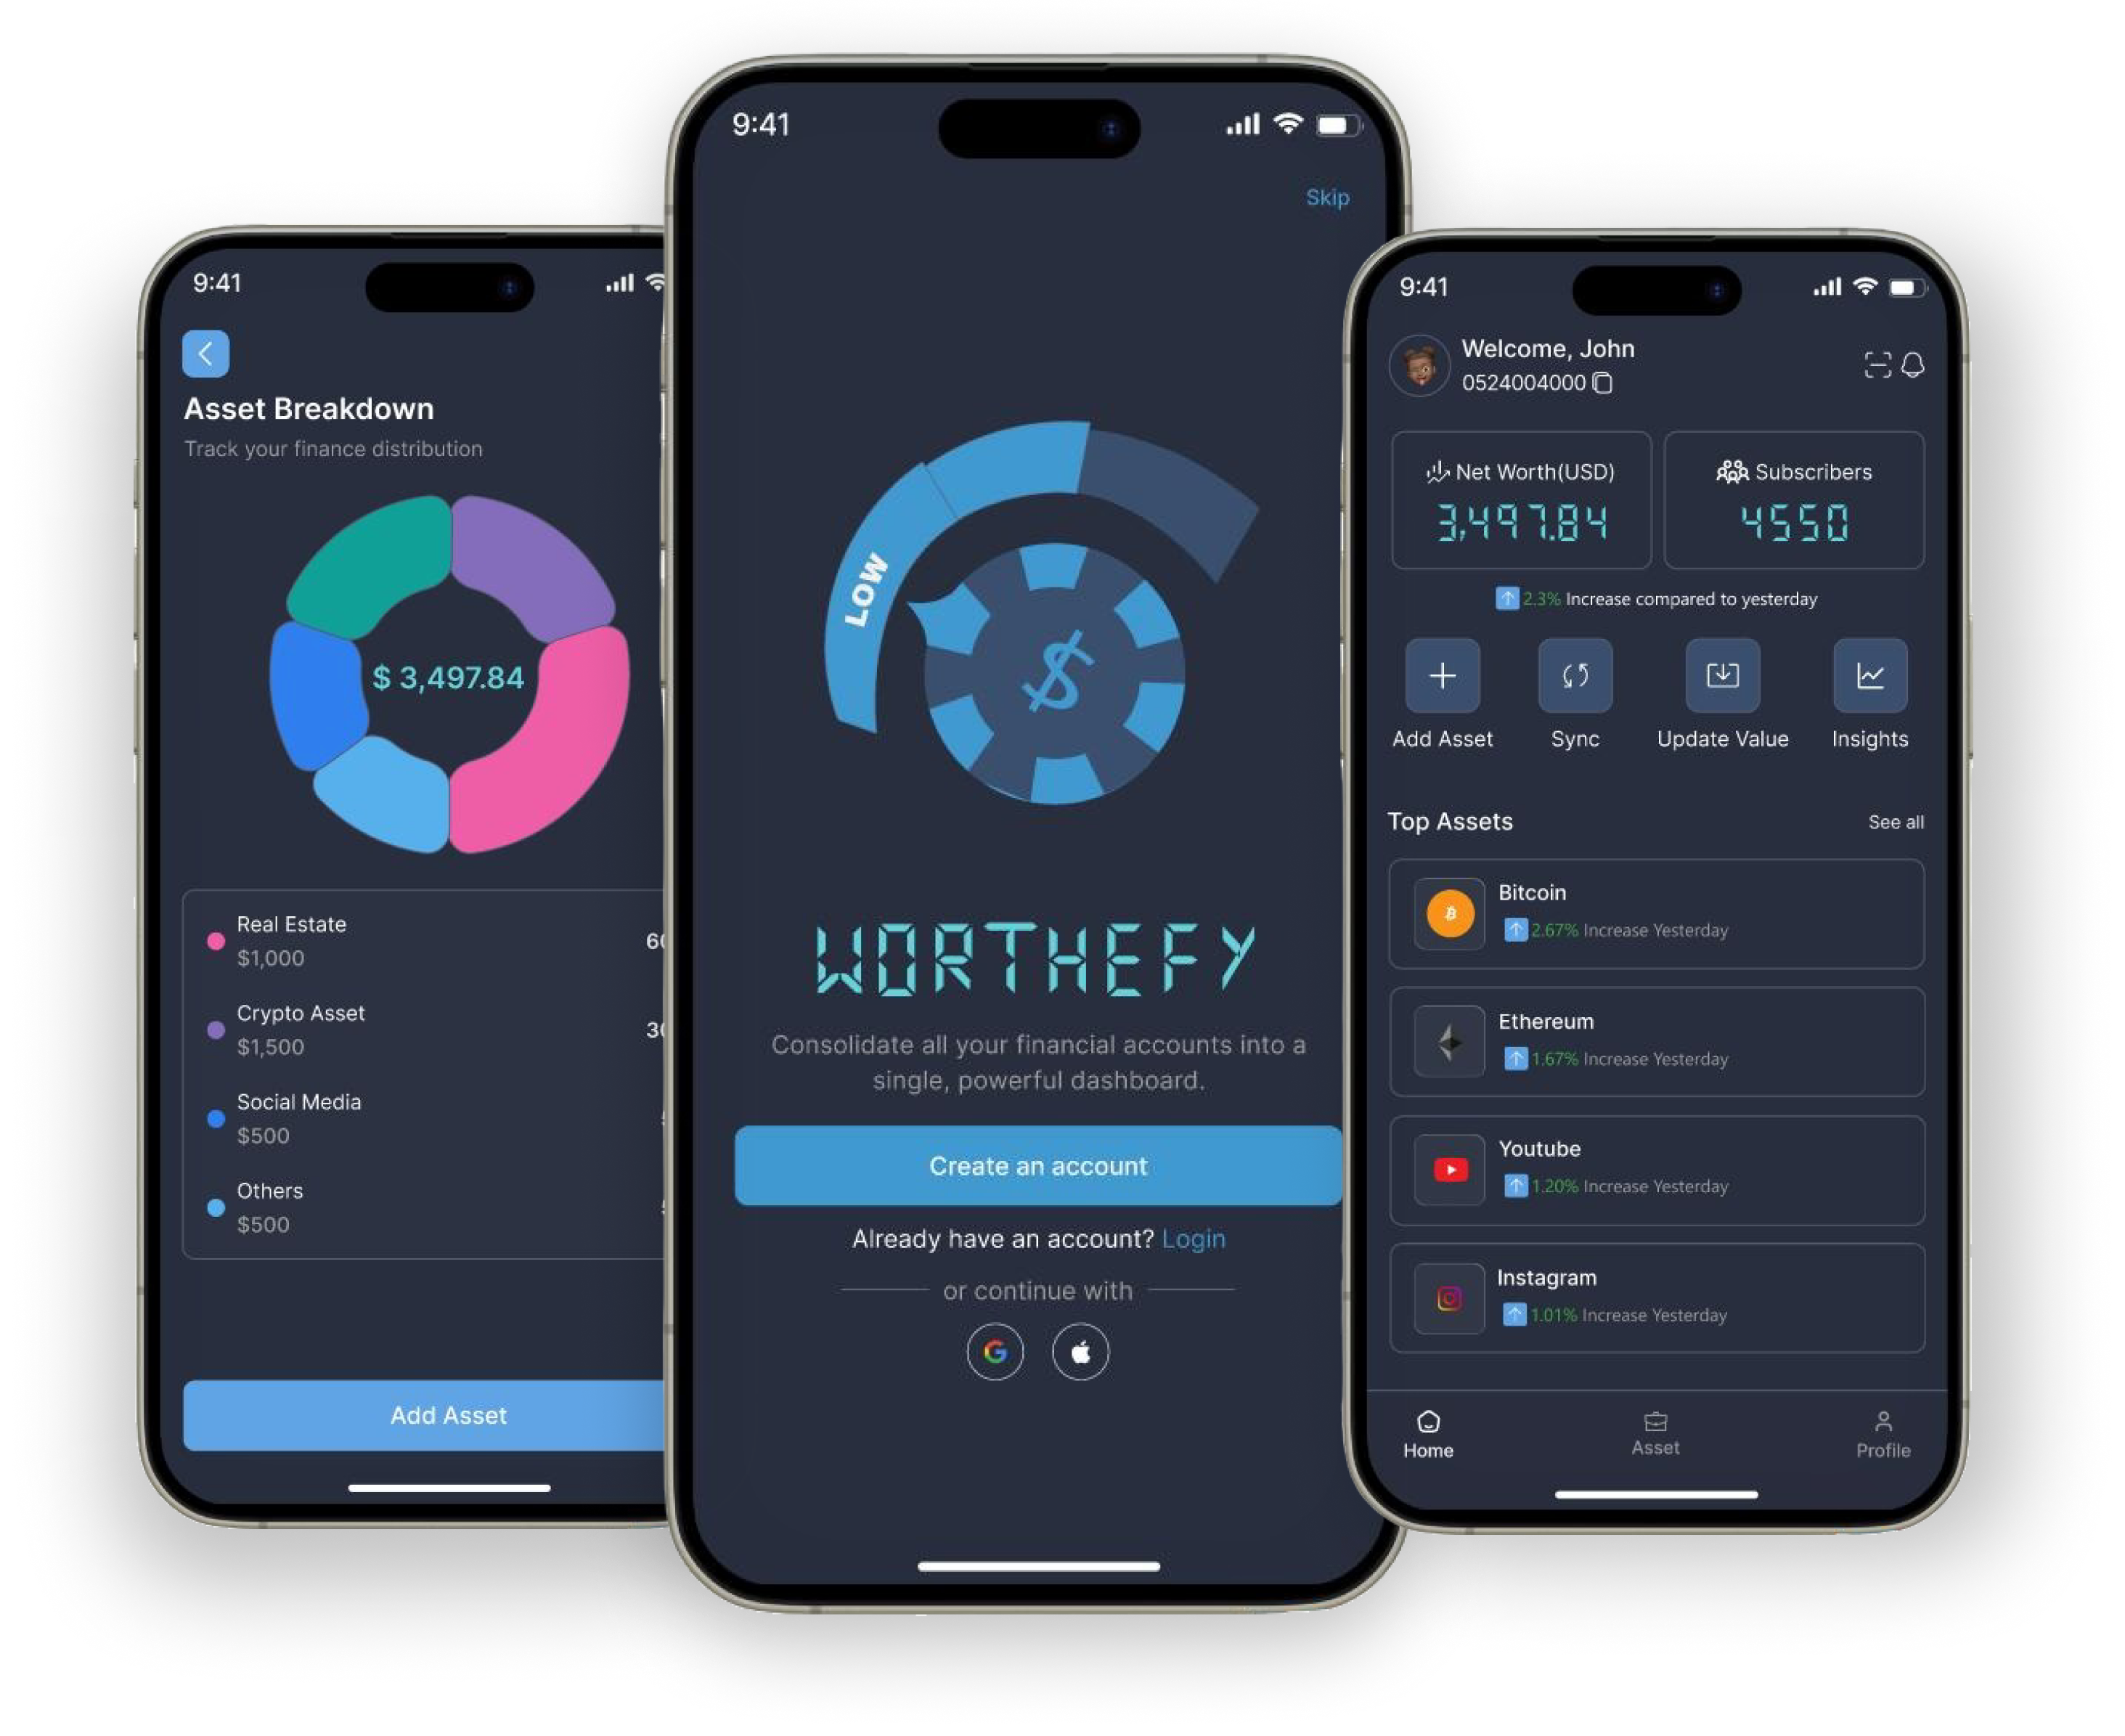 9:41
Asset Breakdown
Track your finance distribution
$ 3,497.84
Real Estate
$1,000
Crypto Asset
$1,500
Social Media
$500
Others
$500
Add Asset
9:41
Skip
LOW
$
WORTHEFY
Consolidate all your financial accounts into a
single, powerful dashboard.
Create an account
Already have an account? Login
or continue with
9:41
Welcome, John
0524004000
Net Worth(USD)
3,497.84
Subscribers
4550
2.3% Increase compared to yesterday
Add Asset
Sync
Update Value
Insights
Top Assets
See all
Bitcoin
2.67% Increase Yesterday
Ethereum
1.67% Increase Yesterday
Youtube
1.20% Increase Yesterday
Instagram
1.01% Increase Yesterday
Home
Asset
Profile